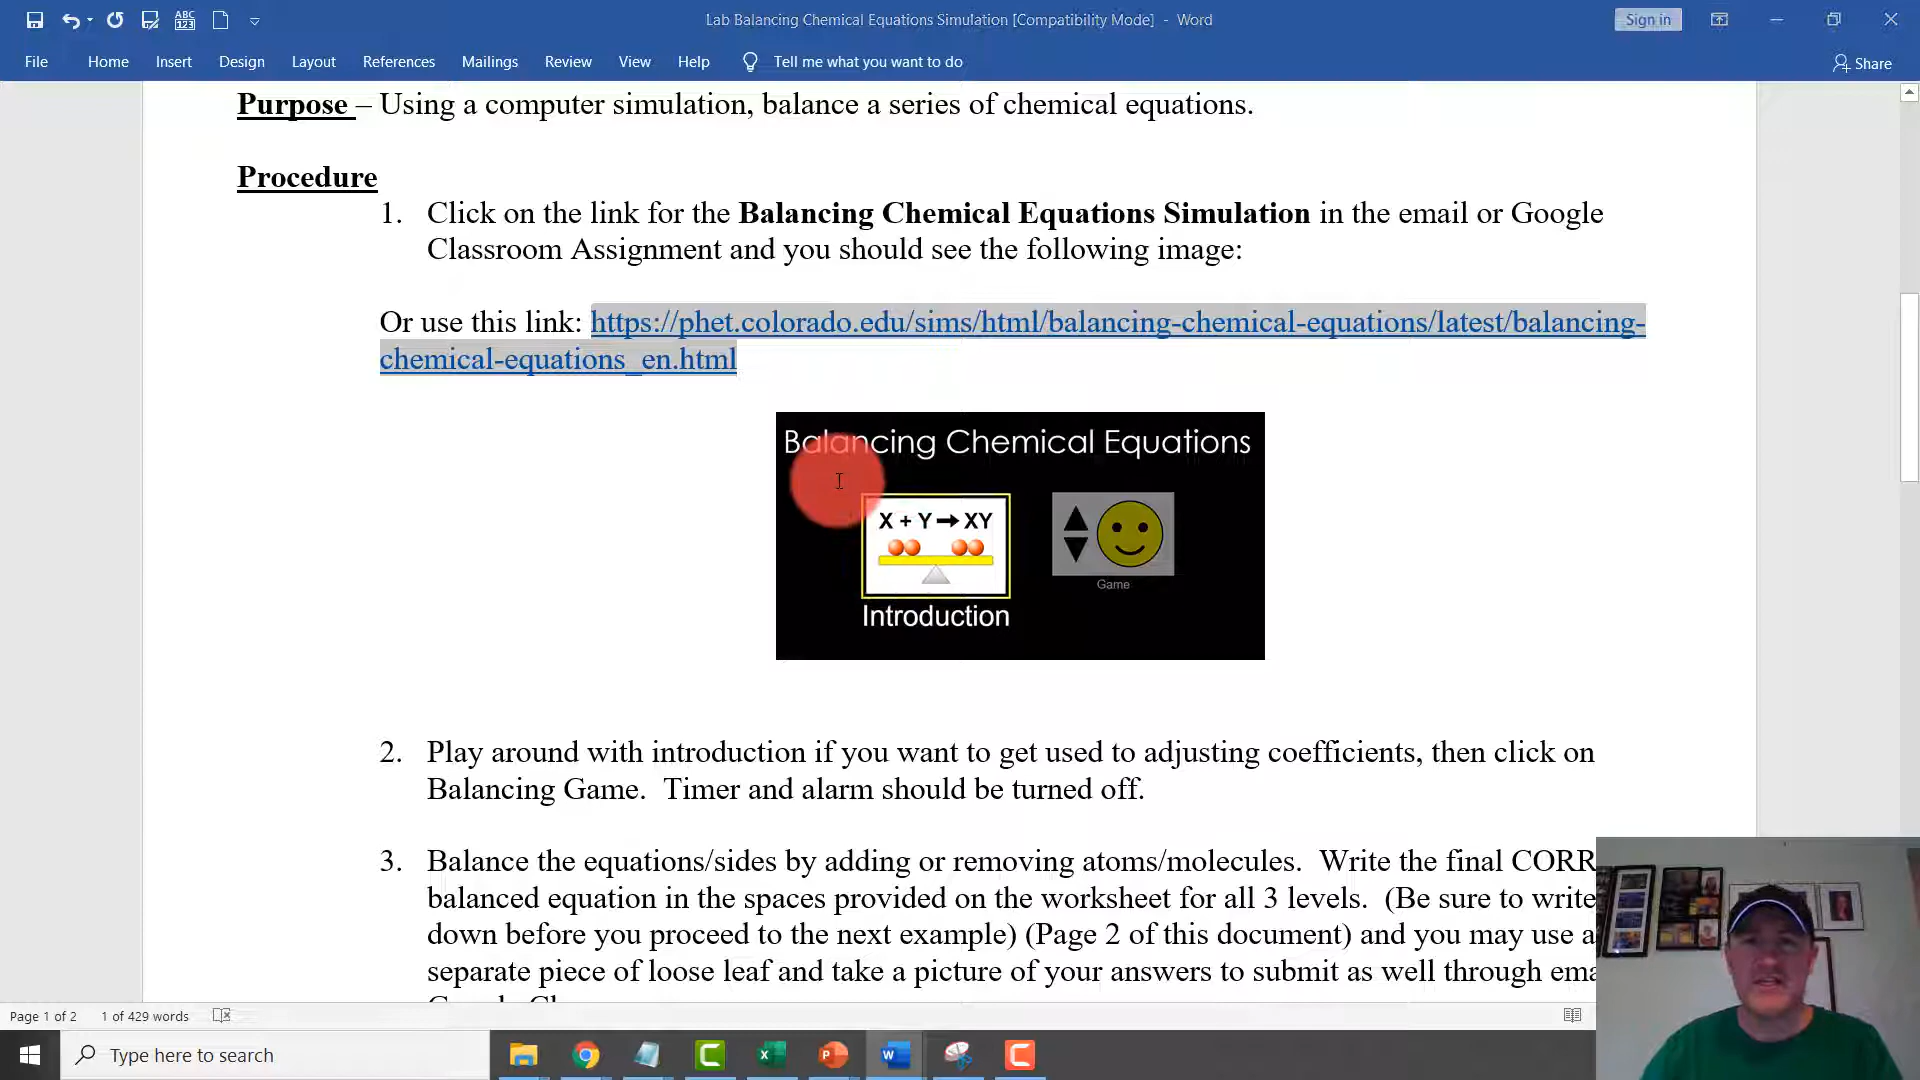 ABC
123
Lab Balancing Chemical Equations Simulation [Compatibility Mode] - Word
Sign in
File
Home
Insert
Design
Layout
References
Mailings
Review
View
Help
Tell me what you want to do
Share
Purpose – Using a computer simulation, balance a series of chemical equations.
Procedure
1. Click on the link for the Balancing Chemical Equations Simulation in the email or Google
Classroom Assignment and you should see the following image:
Or use this link: https://phet.colorado.edu/sims/html/balancing-chemical-equations/latest/balancing-
chemical-equations_en.html
Balancing Chemical Equations
X + Y → XY
Introduction
Game
2. Play around with introduction if you want to get used to adjusting coefficients, then click on
Balancing Game. Timer and alarm should be turned off.
3. Balance the equations/sides by adding or removing atoms/molecules. Write the final
balanced equation in the spaces provided on the worksheet for all 3 levels. (Be sure to write
down before you proceed to the next example) (Page 2 of this document) and you may use a
separate piece of loose leaf and take a picture of your answers to submit as well through
Page 1 of 2
1 of 429 words
Type here to search